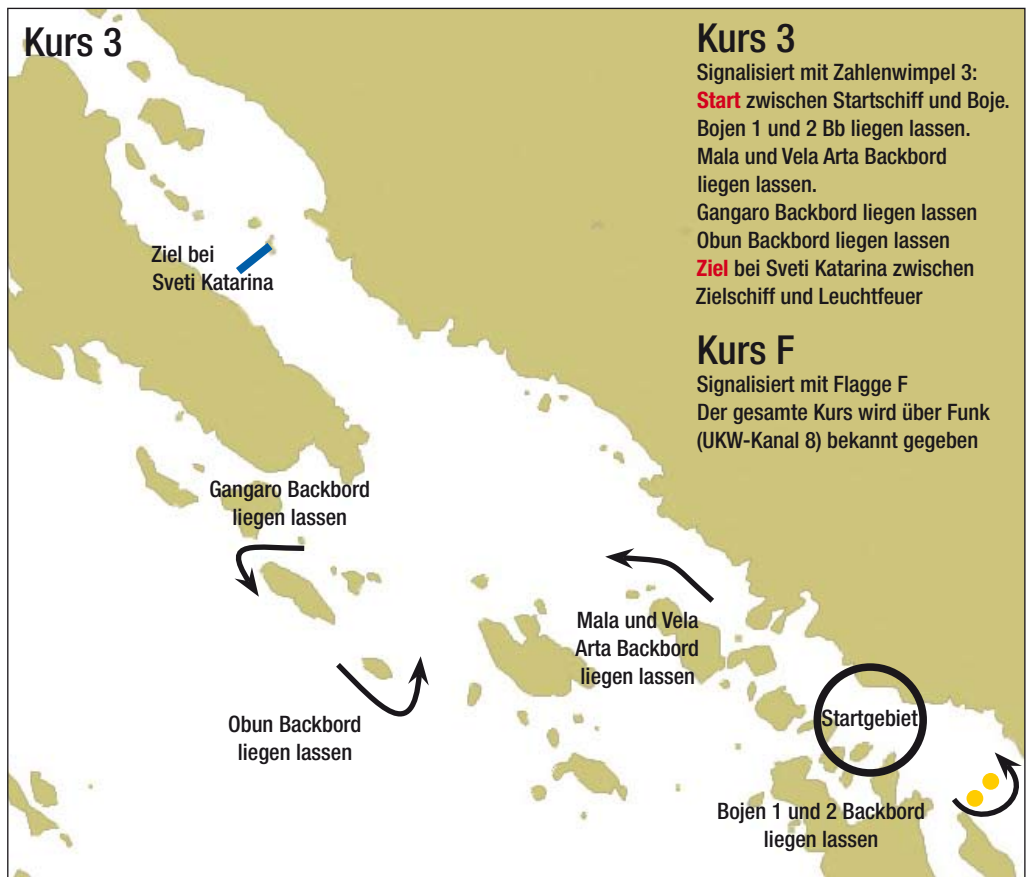 Kurs 3
Kurs 3
Signalisiert mit Zahlenwimpel 3:
Start zwischen Startschiff und Boje.
Bojen 1 und 2 Bb liegen lassen.
Mala und Vela Arta Backbord
liegen lassen.
Gangaro Backbord liegen lassen
Obun Backbord liegen lassen
Ziel bei Sveti Katarina zwischen
Zielschiff und Leuchtfeuer
Kurs F
Signalisiert mit Flagge F
Der gesamte Kurs wird über Funk
(UKW-Kanal 8) bekannt gegeben
Ziel bei
Sveti Katarina
Gangaro Backbord
liegen lassen
Mala und Vela
Arta Backbord
liegen lassen
Obun Backbord
liegen lassen
Startgebiet
Bojen 1 und 2 Backbord
liegen lassen